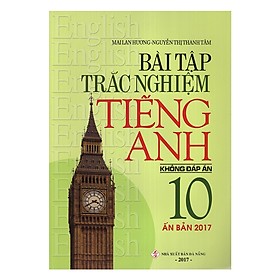 English
MAI LAN HƯƠNG-NGUYỄN THỊ THANH TÂM
BÀI TẬP
TRẮC NGHIỆM
TIẾNG
ANH
KHÔNG ĐÁP ÁN
10
ẤN BẢN 2017
NHÀ XUẤT BẢN ĐÀ NẴNG
- 2017 -